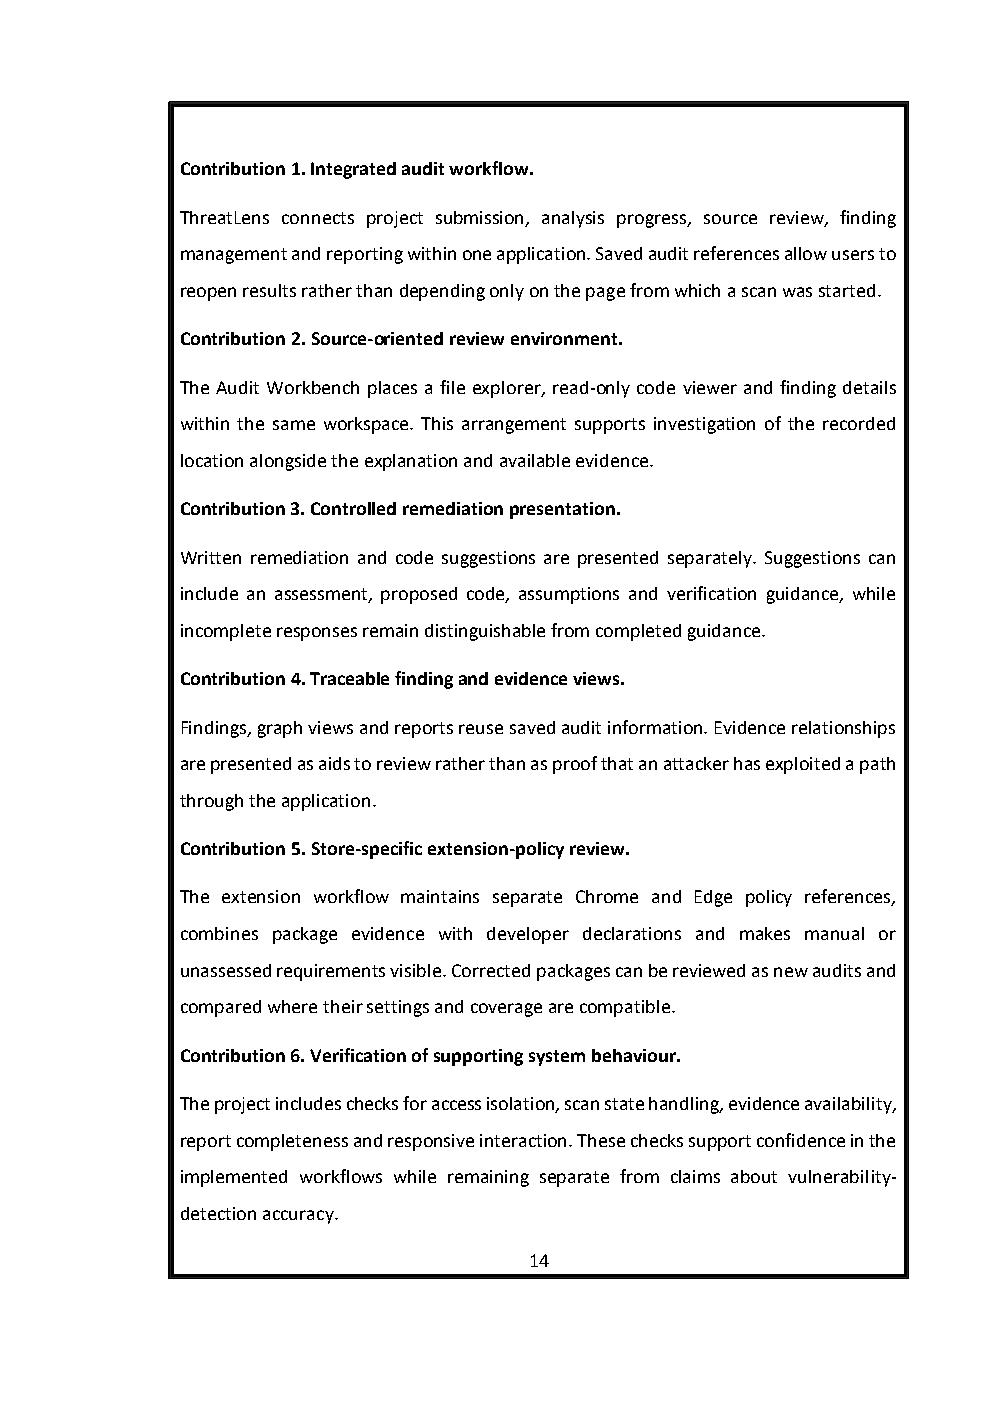 Contribution 1. Integrated audit workflow.
ThreatLens connects project submission, analysis progress, source review, finding
management and reporting within one application. Saved audit references allow users to
reopen results rather than depending only on the page from which a scan was started.
Contribution 2. Source-oriented review environment.
The Audit Workbench places a file explorer, read-only code viewer and finding details
within the same workspace. This arrangement supports investigation of the recorded
location alongside the explanation and available evidence.
Contribution 3. Controlled remediation presentation.
Written remediation and code suggestions are presented separately. Suggestions can
include an assessment, proposed code, assumptions and verification guidance, while
incomplete responses remain distinguishable from completed guidance.
Contribution 4. Traceable finding and evidence views.
Findings, graph views and reports reuse saved audit information. Evidence relationships
are presented as aids to review rather than as proof that an attacker has exploited a path
through the application.
Contribution 5. Store-specific extension-policy review.
The extension workflow maintains separate Chrome and Edge policy references,
combines package evidence with developer declarations and makes manual or
unassessed requirements visible. Corrected packages can be reviewed as new audits and
compared where their settings and coverage are compatible.
Contribution 6. Verification of supporting system behaviour.
The project includes checks for access isolation, scan state handling, evidence availability,
report completeness and responsive interaction. These checks support confidence in the
implemented workflows while remaining separate from claims about vulnerability-
detection accuracy.
14